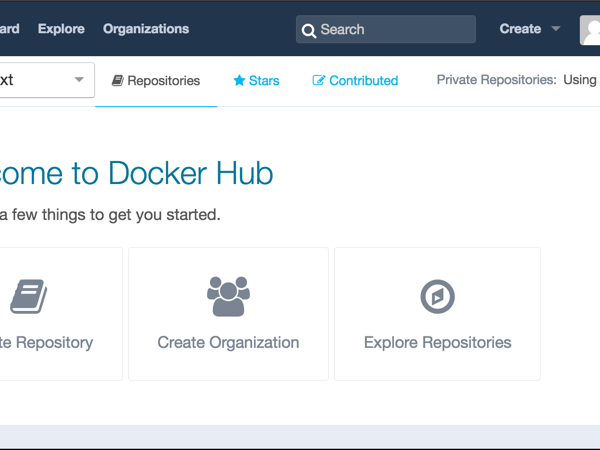 ard Explore Organizations Search Create
xt Repositories Stars Contributed Private Repositories: Using
come to Docker Hub
a few things to get you started.
te Repository Create Organization Explore Repositories